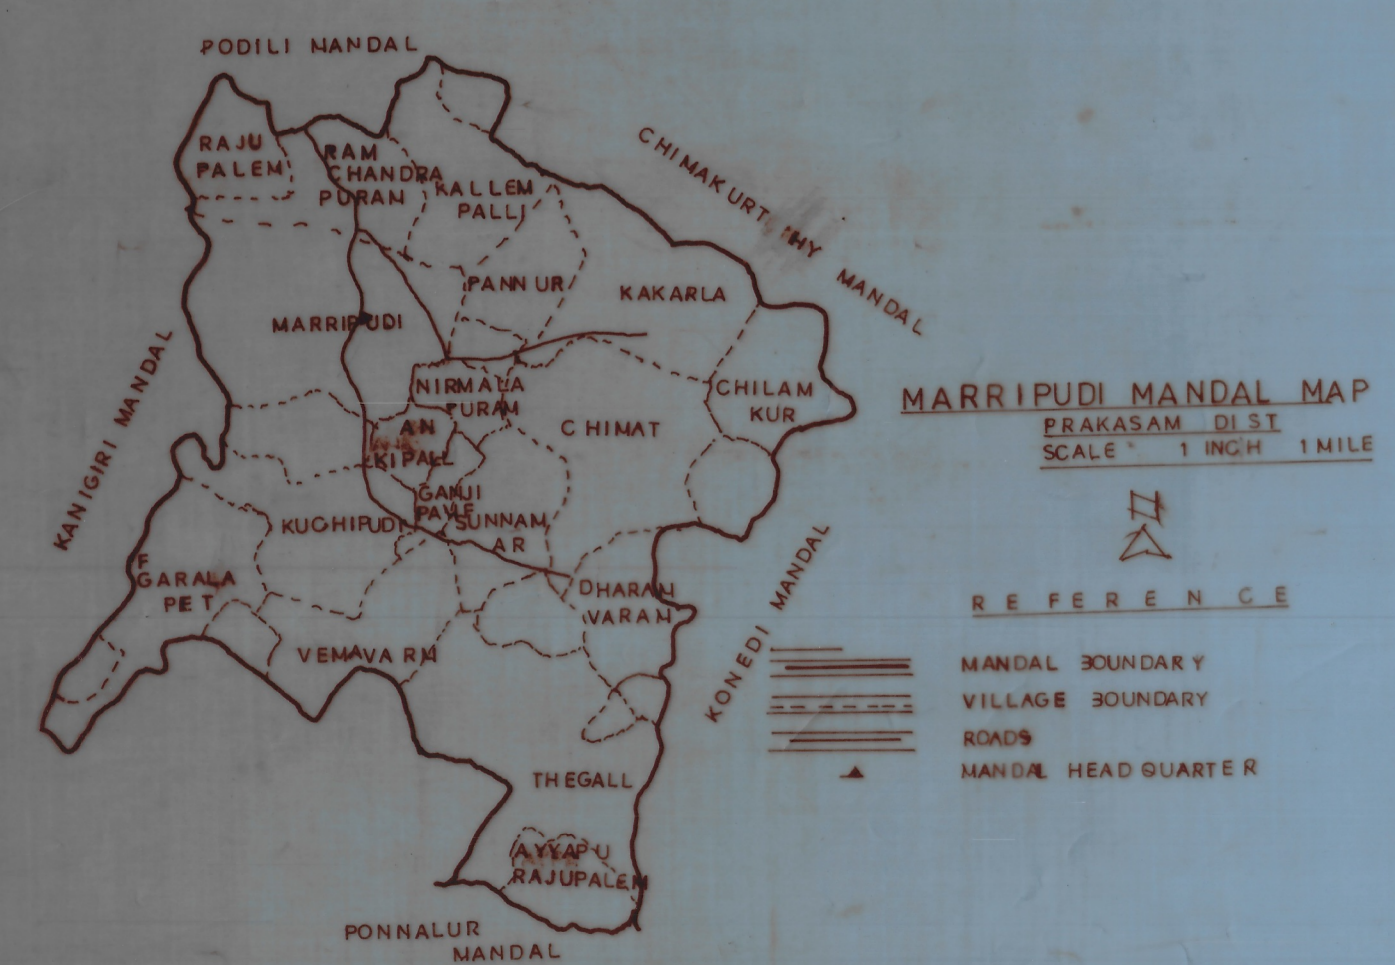 PODILI MANDAL
RAJU
PALEM
RAM
CHANDRA
PURAM
KALLEM
PALLI
CHIMAKURTHY MANDAL
PANNUR
KAKARLA
MARRIPUDI
KANIGIRI MANDAL
NIRMALA
PURAM
CHILAM
KUR
AN
KIPALL
CHIMAT
GANJI
PAVLE
KUCHIPUDI
SUNNAM
AR
F
GARALA
PET
DHARAM
VARAM
VEMAVARM
KONEDI MANDAL
THEGALL
AYYAPU
RAJUPALEM
PONNALUR
MANDAL
MARRIPUDI MANDAL MAP
PRAKASAM DIST
SCALE 1 INCH 1 MILE
N
REFERENCE
MANDAL BOUNDARY
VILLAGE BOUNDARY
ROADS
MANDAL HEAD QUARTER